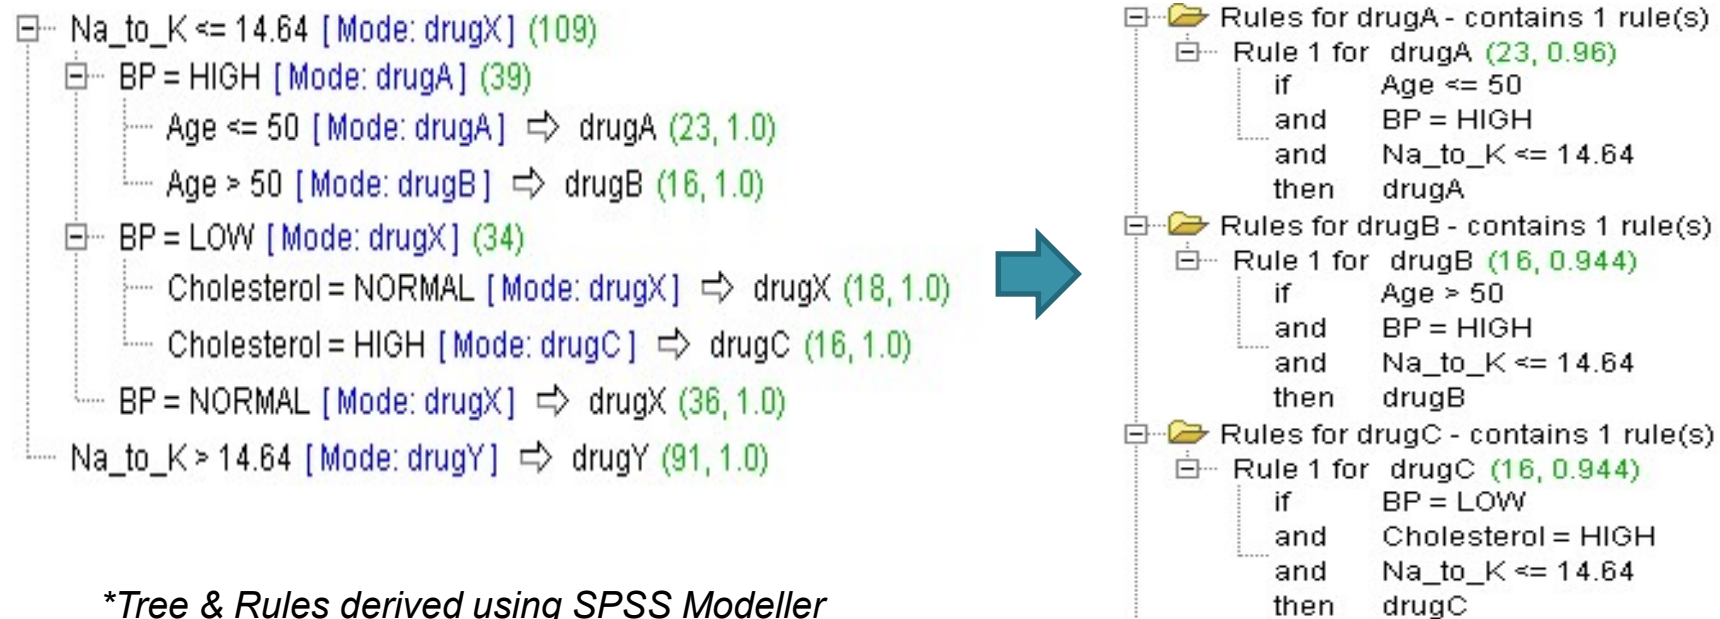 Na_to_K <= 14.64 [Mode: drugX] (109)
BP = HIGH [Mode: drugA] (39)
Age <= 50 [Mode: drugA] ⇨ drugA (23, 1.0)
Age > 50 [Mode: drugB] ⇨ drugB (16, 1.0)
BP = LOW [Mode: drugX] (34)
Cholesterol = NORMAL [Mode: drugX] ⇨ drugX (18, 1.0)
Cholesterol = HIGH [Mode: drugC] ⇨ drugC (16, 1.0)
BP = NORMAL [Mode: drugX] ⇨ drugX (36, 1.0)
Na_to_K > 14.64 [Mode: drugY] ⇨ drugY (91, 1.0)
*Tree & Rules derived using SPSS Modeller
Rules for drugA - contains 1 rule(s)
Rule 1 for drugA (23, 0.96)
if Age <= 50
and BP = HIGH
and Na_to_K <= 14.64
then drugA
Rules for drugB - contains 1 rule(s)
Rule 1 for drugB (16, 0.944)
if Age > 50
and BP = HIGH
and Na_to_K <= 14.64
then drugB
Rules for drugC - contains 1 rule(s)
Rule 1 for drugC (16, 0.944)
if BP = LOW
and Cholesterol = HIGH
and Na_to_K <= 14.64
then drugC